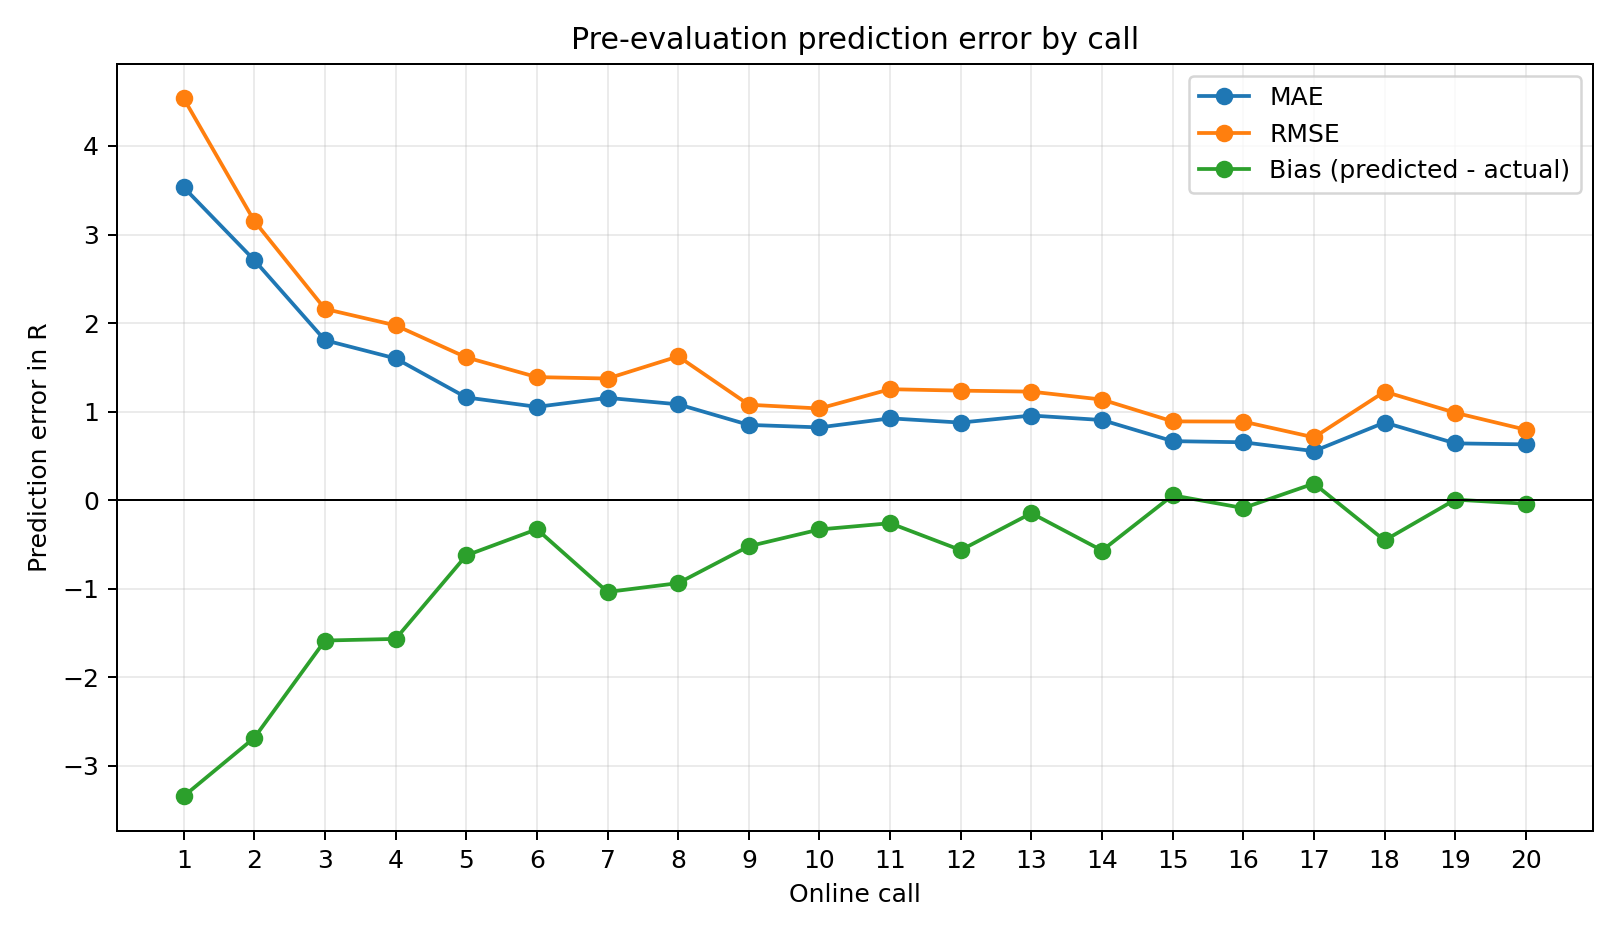 Pre-evaluation prediction error by call
MAE
RMSE
Bias (predicted - actual)
Prediction error in R
4
3
2
1
0
−1
−2
−3
1 2 3 4 5 6 7 8 9 10 11 12 13 14 15 16 17 18 19 20
Online call